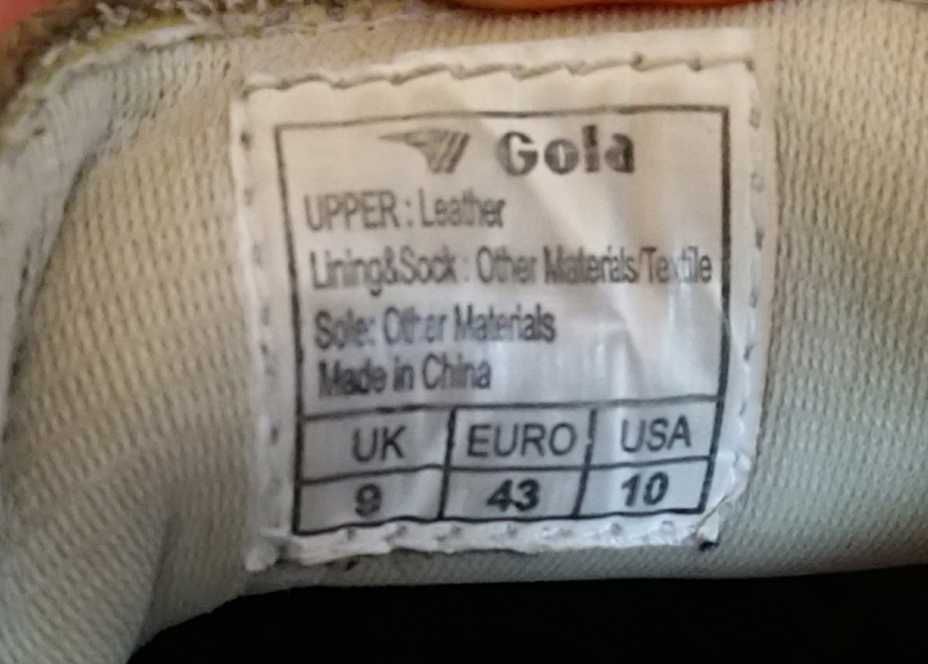 Gola
UPPER : Leather
Lining&Sock : Other Materials/Textile
Sole: Other Materials
Made in China
UK EURO USA
9 43 10